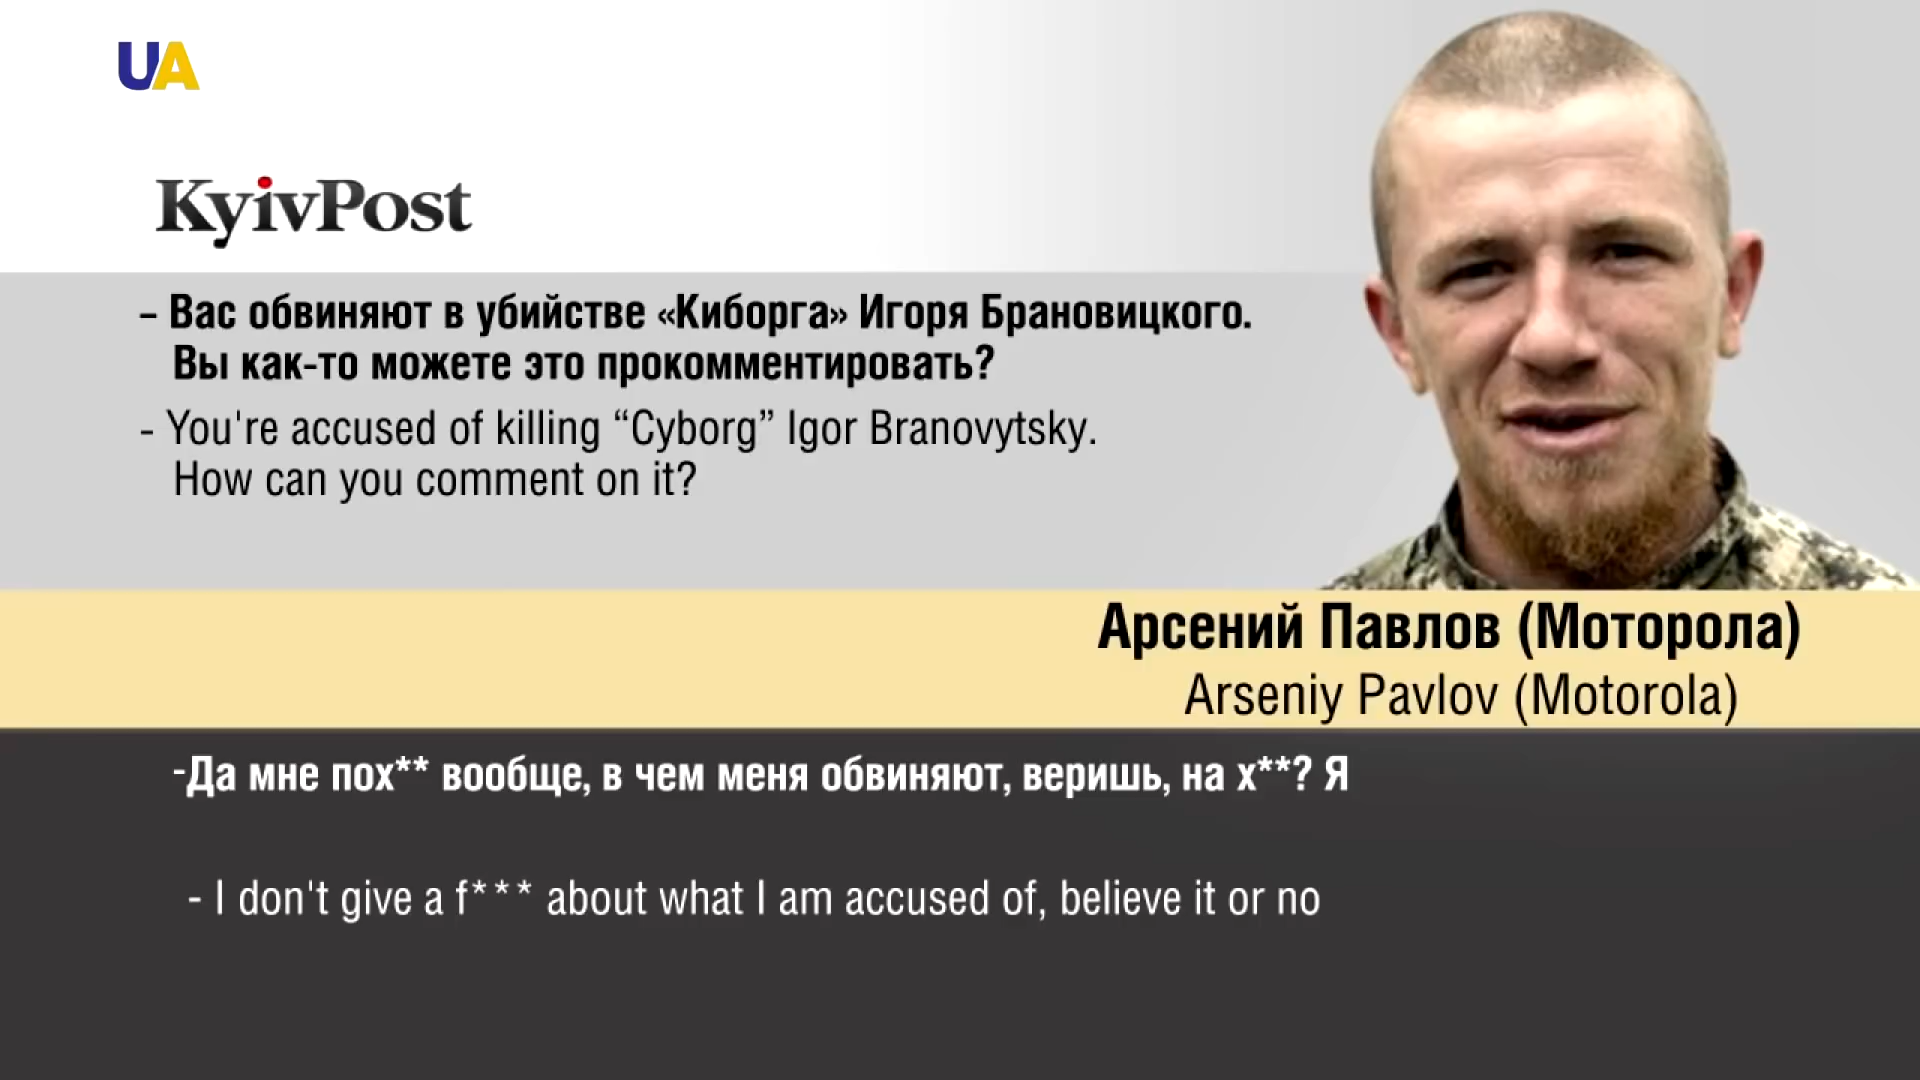 UA
KyivPost
– Вас обвиняют в убийстве «Киборга» Игоря Брановицкого.
Вы как-то можете это прокомментировать?
- You're accused of killing “Cyborg” Igor Branovytsky.
How can you comment on it?
Арсений Павлов (Моторола)
Arseniy Pavlov (Motorola)
-Да мне пох** вообще, в чем меня обвиняют, веришь, на х**? Я
- I don't give a f*** about what I am accused of, believe it or no